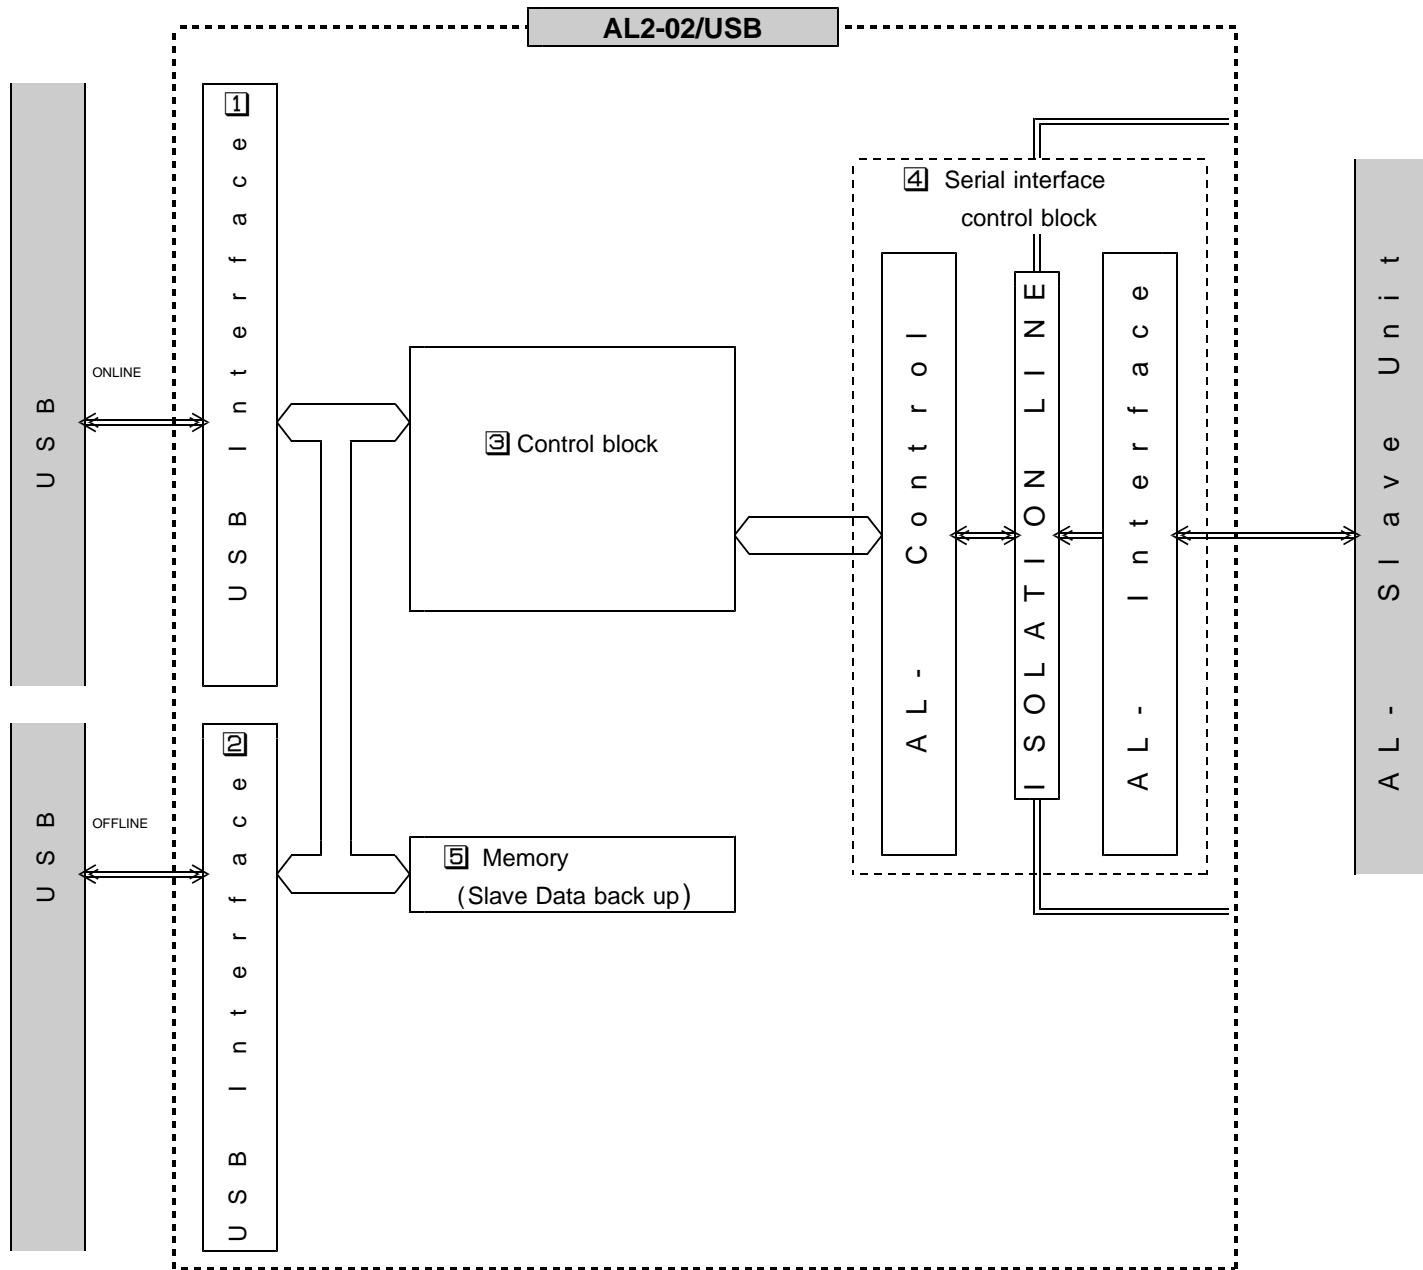 AL2-02/USB
USB
ONLINE
1 USB Interface
3 Control block
4 Serial interface
control block
AL- Control
ISOLATION LINE
AL- Interface
AL- Slave Unit
USB
OFFLINE
2 USB Interface
5 Memory
(Slave Data back up)